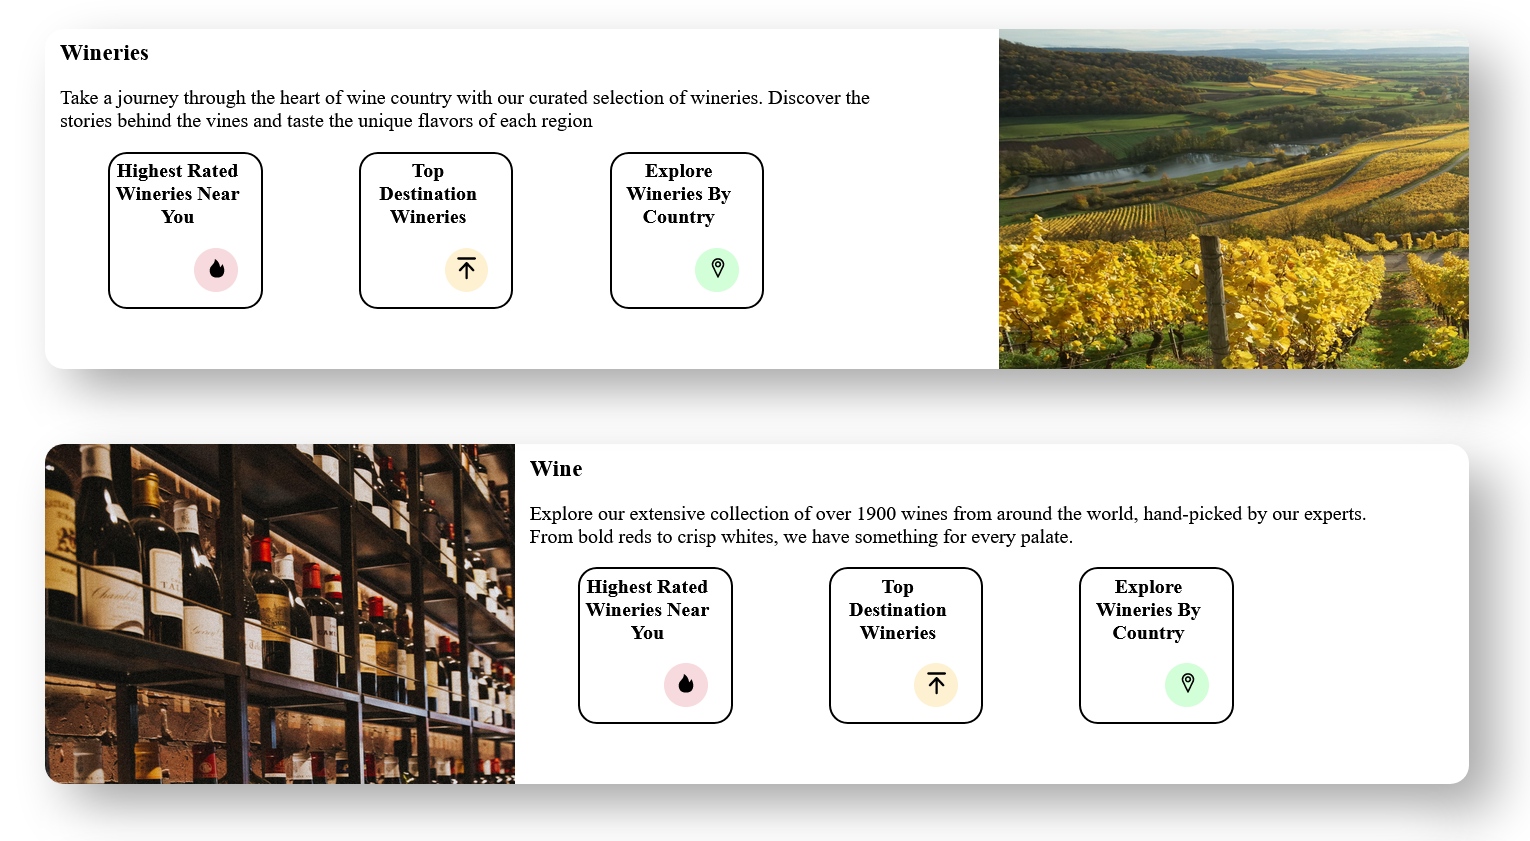 Wineries
Take a journey through the heart of wine country with our curated selection of wineries. Discover the
stories behind the vines and taste the unique flavors of each region
Highest Rated
Wineries Near
You
Top
Destination
Wineries
Explore
Wineries By
Country
Wine
Explore our extensive collection of over 1900 wines from around the world, hand-picked by our experts.
From bold reds to crisp whites, we have something for every palate.
Highest Rated
Wineries Near
You
Top
Destination
Wineries
Explore
Wineries By
Country